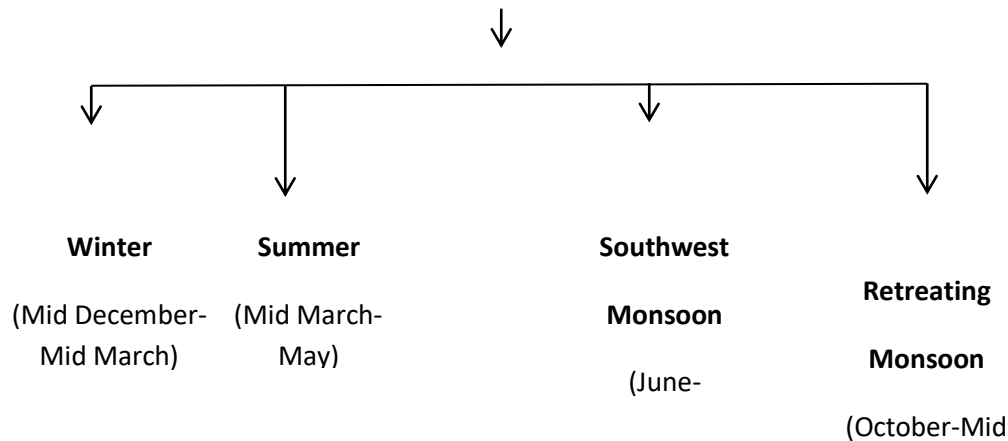 Winter
(Mid December-
Mid March)
Summer
(Mid March-
May)
Southwest
Monsoon
(June-
Retreating
Monsoon
(October-Mid